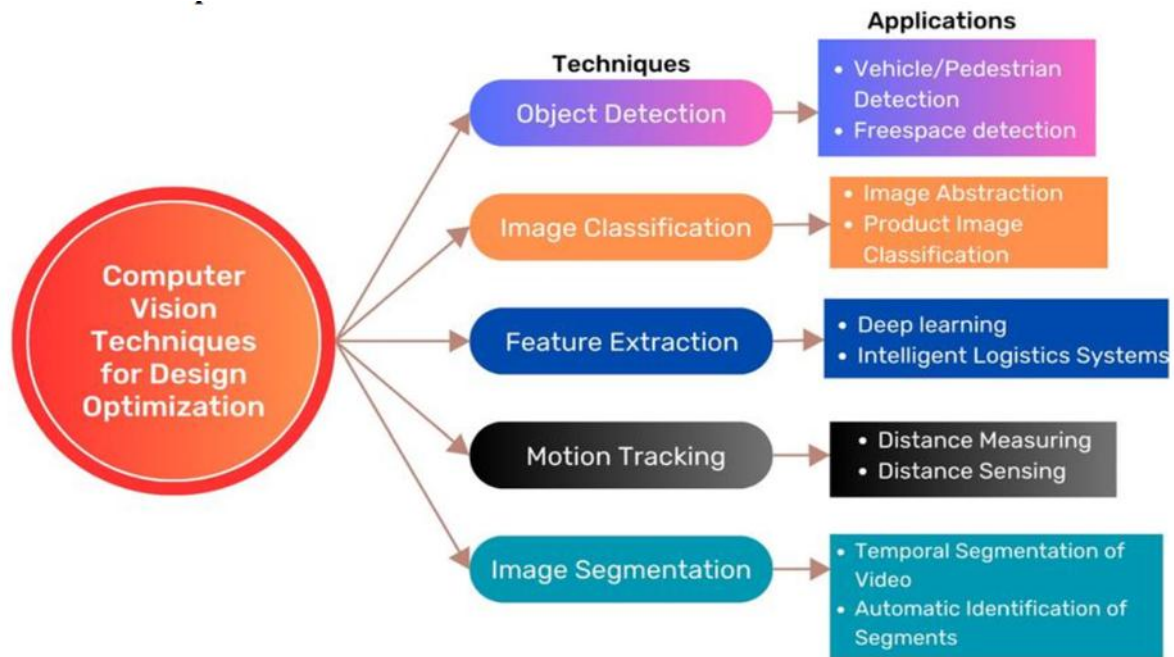 Applications
Techniques
Object Detection
• Vehicle/Pedestrian
Detection
• Freespace detection
Image Classification
• Image Abstraction
• Product Image
Classification
Computer
Vision
Techniques
for Design
Optimization
Feature Extraction
• Deep learning
• Intelligent Logistics Systems
Motion Tracking
• Distance Measuring
• Distance Sensing
Image Segmentation
• Temporal Segmentation of
Video
• Automatic Identification of
Segments